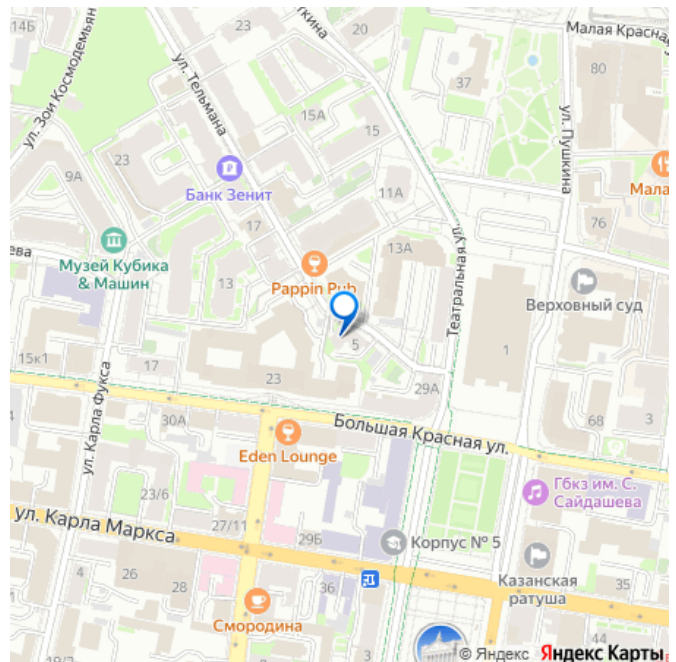 Малая Красная
20
37
80
ул. Зои Космодемьян
ул. Тельмана
15А
15
ул. Пушкина
23
9А
Банк Зенит
11А
Мала
17
76
Театральная ул.
13А
Музей Кубика
& Машин
13
Pappin Pub
Верховный суд
5
1
15к1
17
23
29А
ул. Карла Фукса
30А
Большая Красная ул.
68
3
4
Eden Lounge
23/6
Гбкз им. С.
Сайдашева
ул. Карла Маркса
27/11
29Б
Корпус № 5
26
28
36
Казанская
ратуша
35
Смородина
44
© Яндекс Яндекс Карты